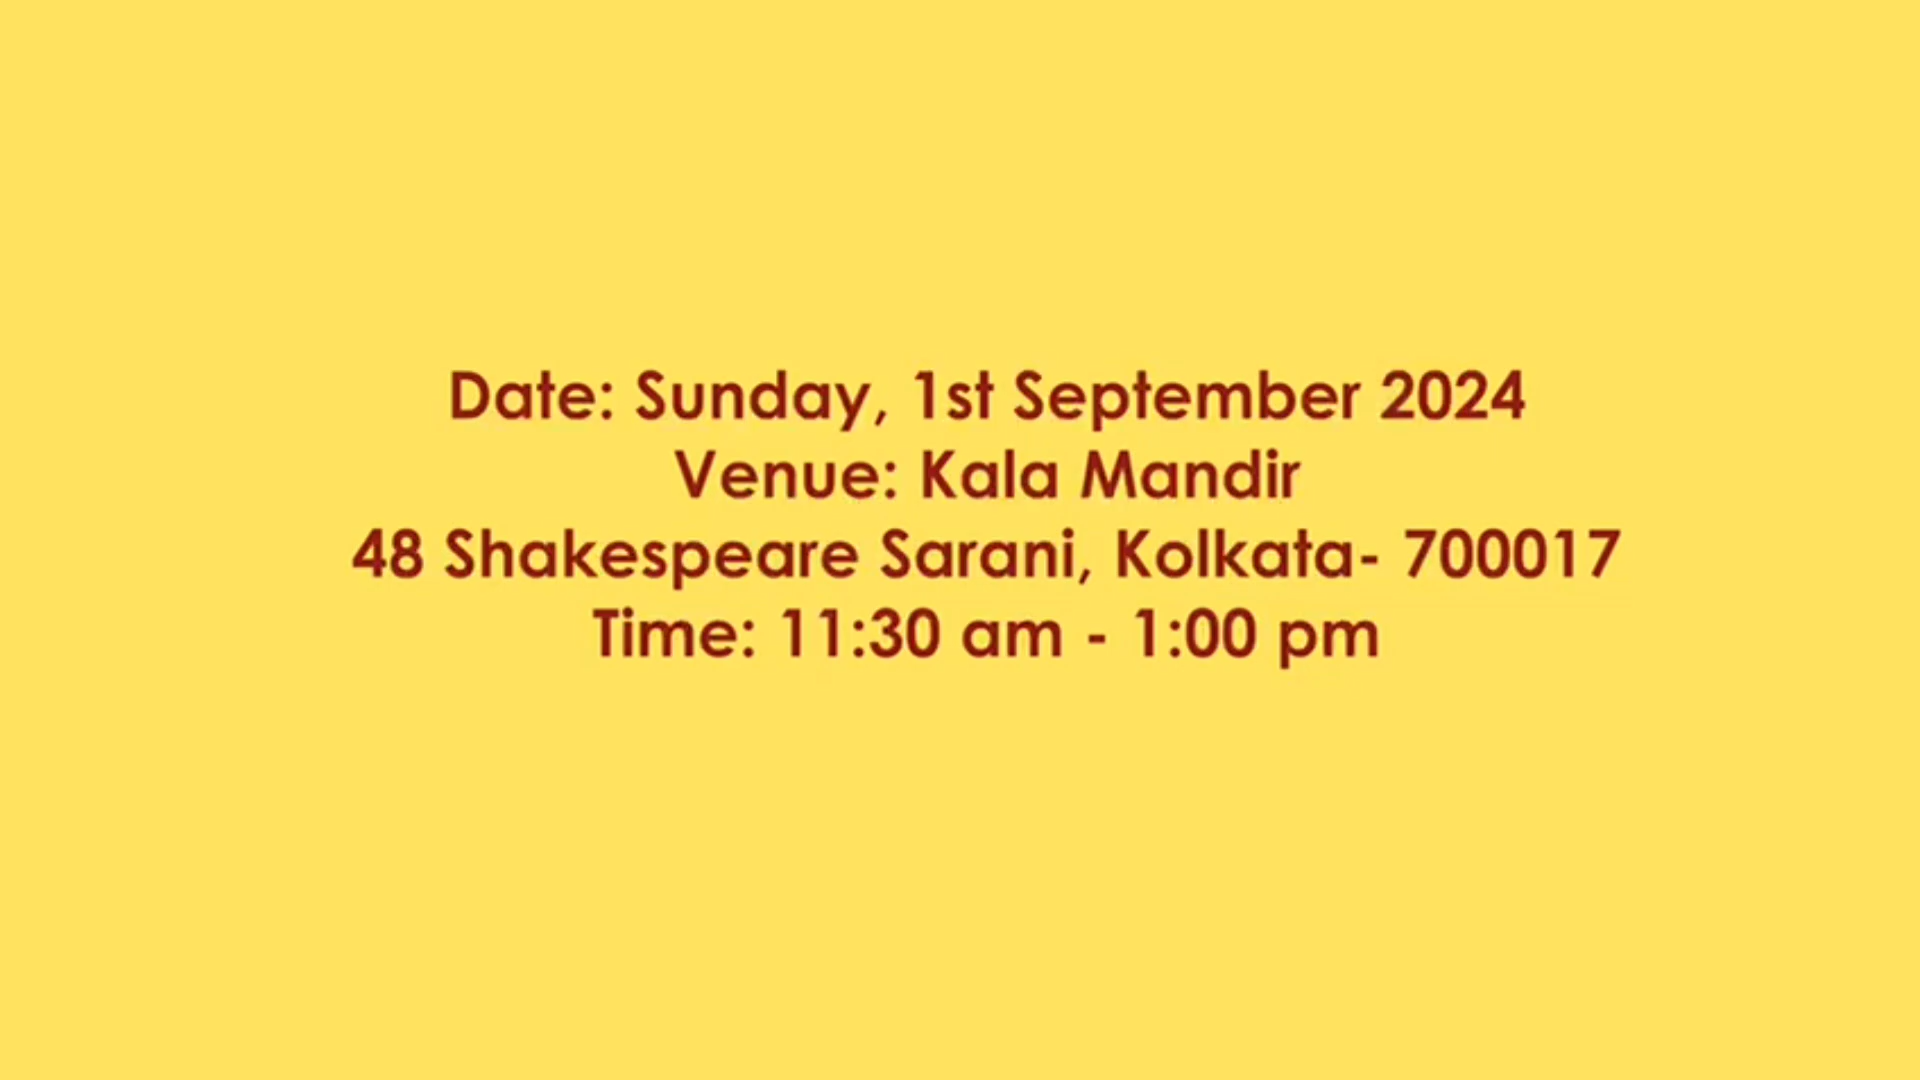 Date: Sunday, 1st September 2024
Venue: Kala Mandir
48 Shakespeare Sarani, Kolkata- 700017
Time: 11:30 am - 1:00 pm